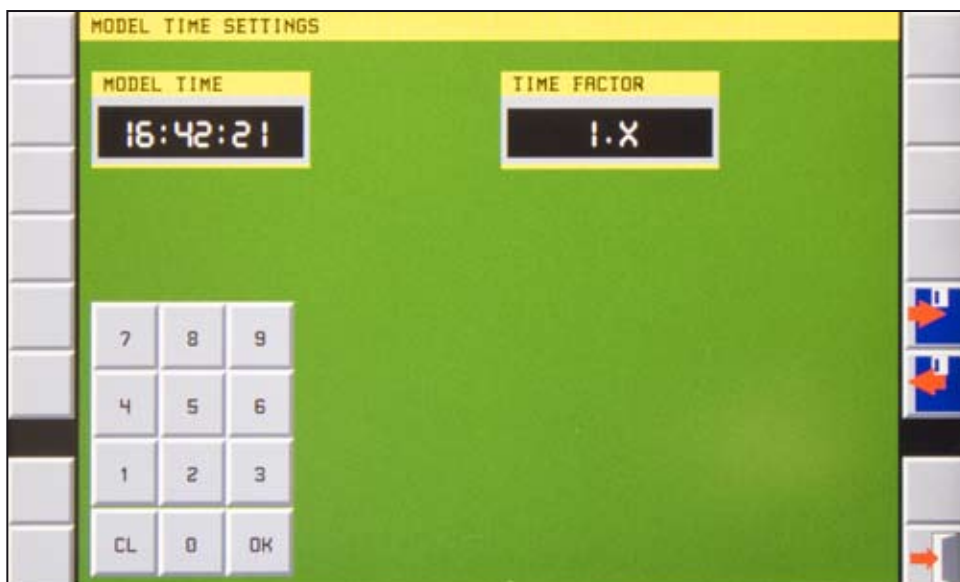 MODEL TIME SETTINGS
MODEL TIME
TIME FACTOR
16:42:21
1.X
7 8 9
4 5 6
1 2 3
CL 0 OK